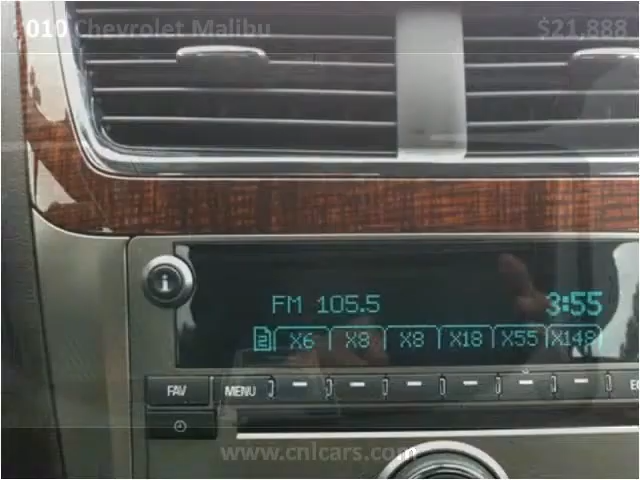 2010 Chevrolet Malibu $21,888
i
FM 105.5 3:55
X6 X8 X8 X18 X55 X148
FAV MENU
www.cnlcars.com